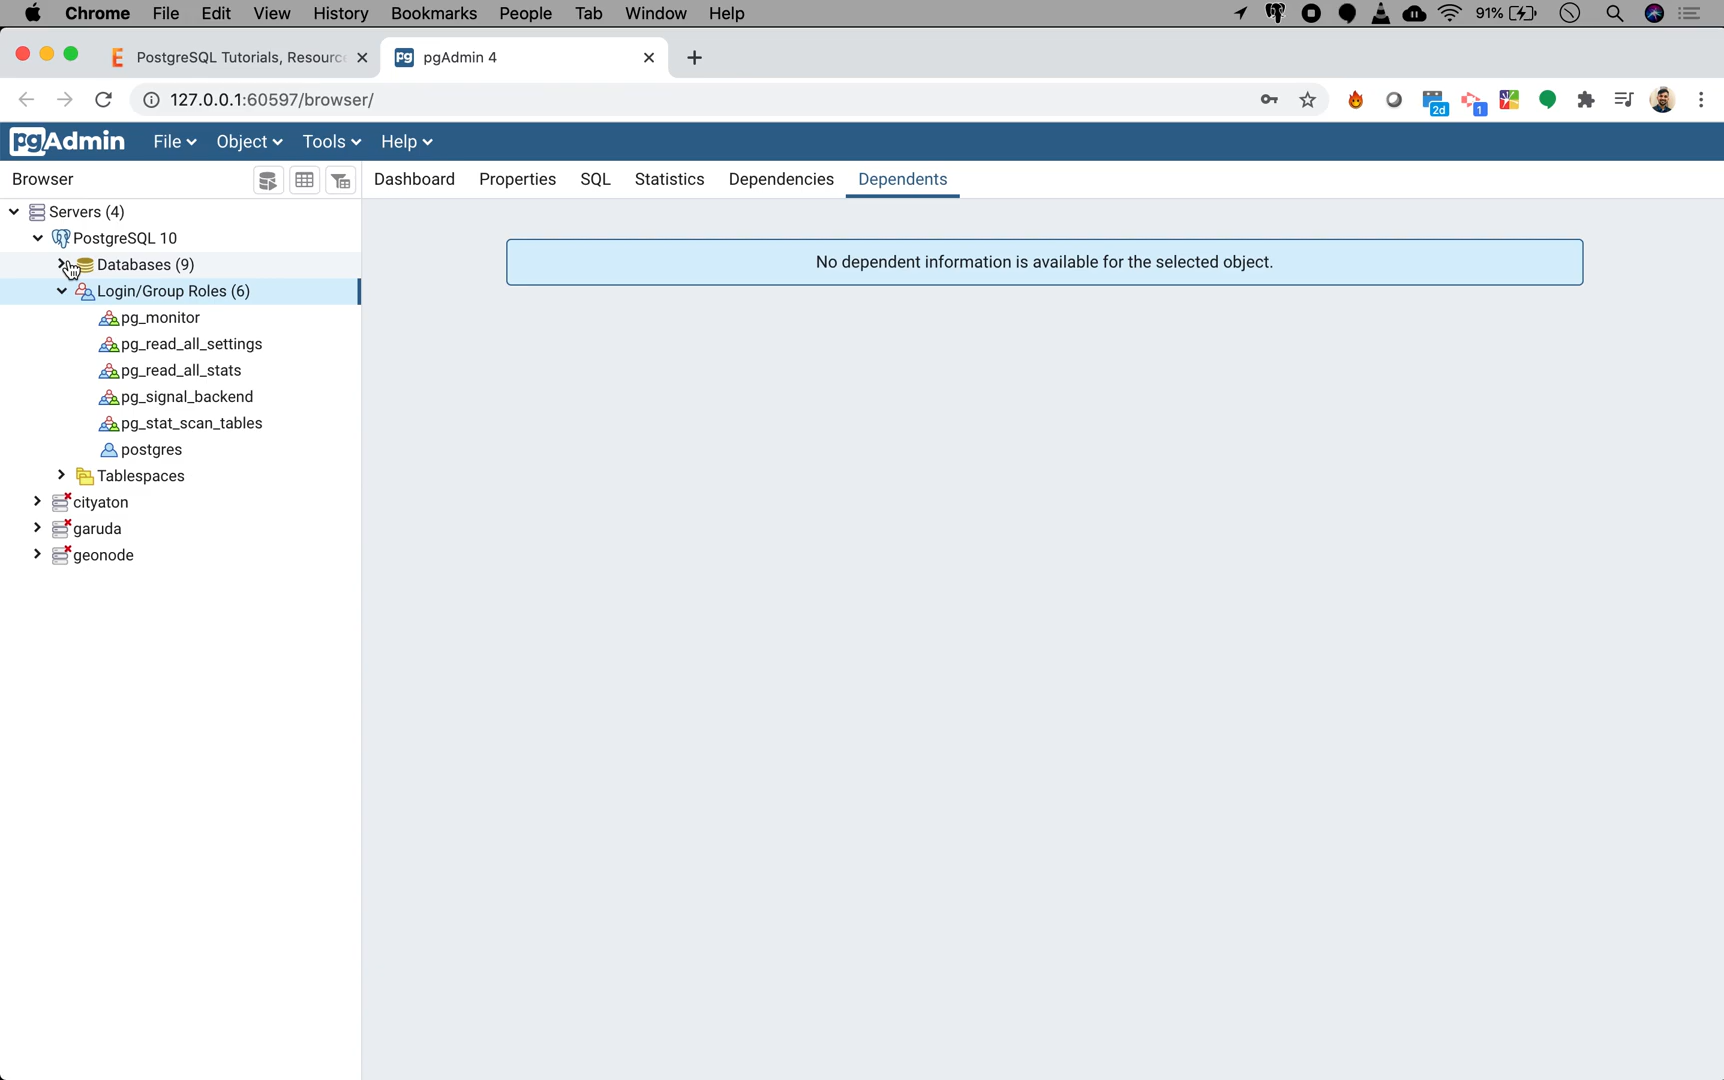 Chrome File Edit View History Bookmarks People Tab Window Help 91%
PostgreSQL Tutorials, Resourc pgAdmin 4
127.0.0.1:60597/browser/ 2d 1
pgAdmin File Object Tools Help
Browser Dashboard Properties SQL Statistics Dependencies Dependents
Servers (4)
PostgreSQL 10
Databases (9)
Login/Group Roles (6)
pg_monitor
pg_read_all_settings
pg_read_all_stats
pg_signal_backend
pg_stat_scan_tables
postgres
Tablespaces
cityaton
garuda
geonode
No dependent information is available for the selected object.